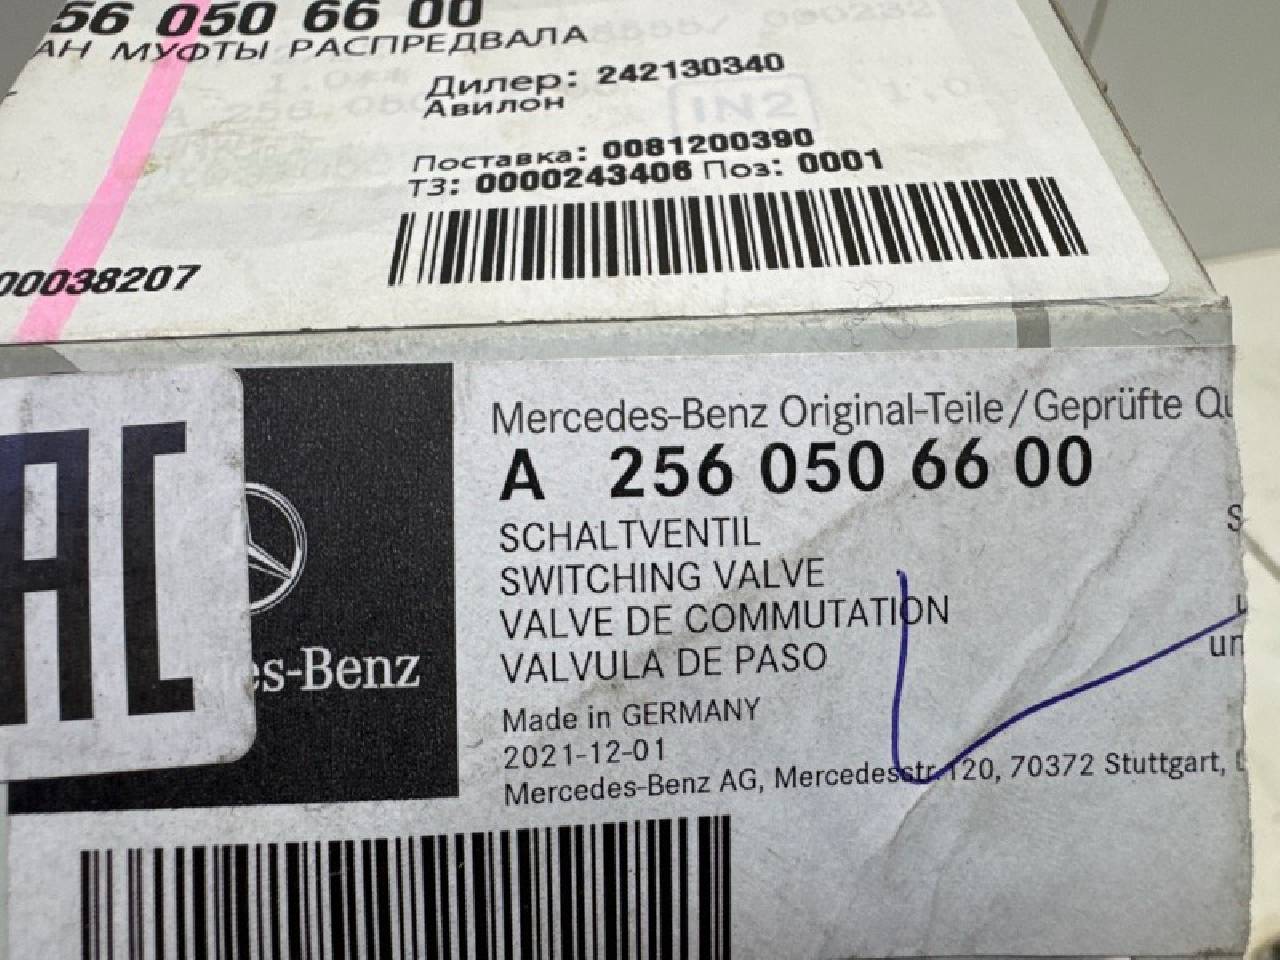 56 050 66 00
АН МУФТЫ РАСПРЕДВАЛА
Дилер: 242130340
Авилон
IN2
Поставка: 0081200390
ТЗ: 0000243406 Поз: 0001
00038207
Mercedes-Benz Original-Teile/Geprüfte
A 256 050 66 00
SCHALTVENTIL
SWITCHING VALVE
VALVE DE COMMUTATION
VALVULA DE PASO
Made in GERMANY
2021-12-01
Mercedes-Benz AG, Mercedesstr.120, 70372 Stuttgart,
es-Benz